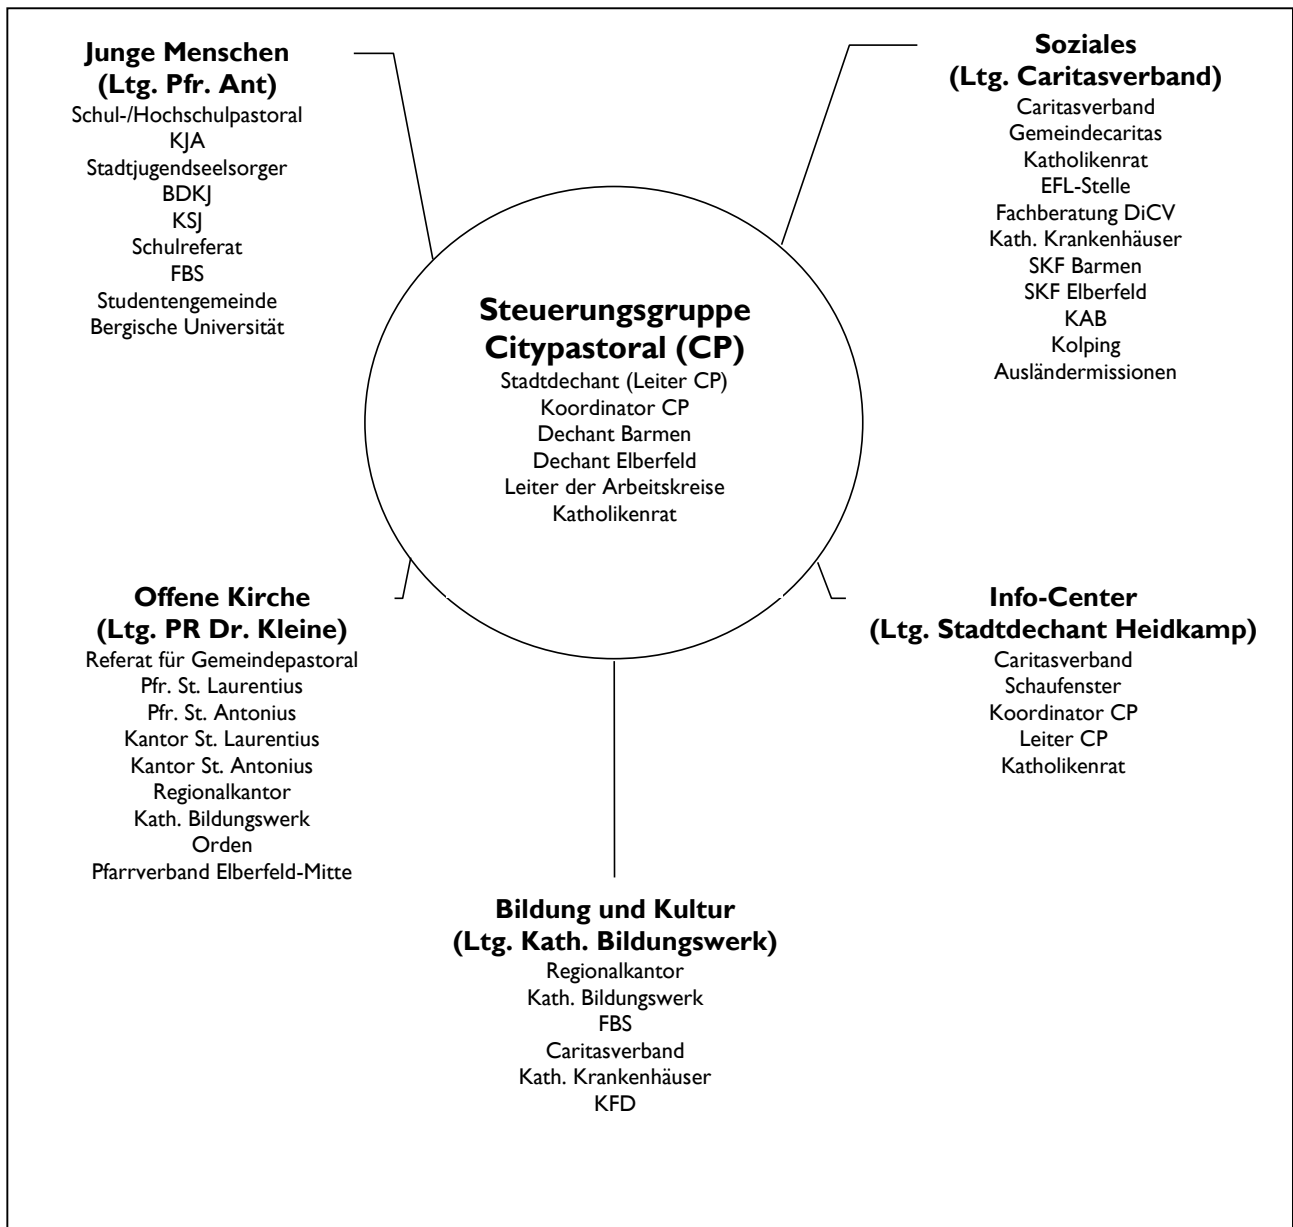 Junge Menschen
(Ltg. Pfr. Ant)
Schul-/Hochschulpastoral
KJA
Stadtjugendseelsorger
BDKJ
KSJ
Schulreferat
FBS
Studentengemeinde
Bergische Universität
Soziales
(Ltg. Caritasverband)
Caritasverband
Gemeindecaritas
Katholikenrat
EFL-Stelle
Fachberatung DiCV
Kath. Krankenhäuser
SKF Barmen
SKF Elberfeld
KAB
Kolping
Ausländermissionen
Steuerungsgruppe
Citypastoral (CP)
Stadtdechant (Leiter CP)
Koordinator CP
Dechant Barmen
Dechant Elberfeld
Leiter der Arbeitskreise
Katholikenrat
Offene Kirche
(Ltg. PR Dr. Kleine)
Referat für Gemeindepastoral
Pfr. St. Laurentius
Pfr. St. Antonius
Kantor St. Laurentius
Kantor St. Antonius
Regionalkantor
Kath. Bildungswerk
Orden
Pfarrverband Elberfeld-Mitte
Info-Center
(Ltg. Stadtdechant Heidkamp)
Caritasverband
Schaufenster
Koordinator CP
Leiter CP
Katholikenrat
Bildung und Kultur
(Ltg. Kath. Bildungswerk)
Regionalkantor
Kath. Bildungswerk
FBS
Caritasverband
Kath. Krankenhäuser
KFD